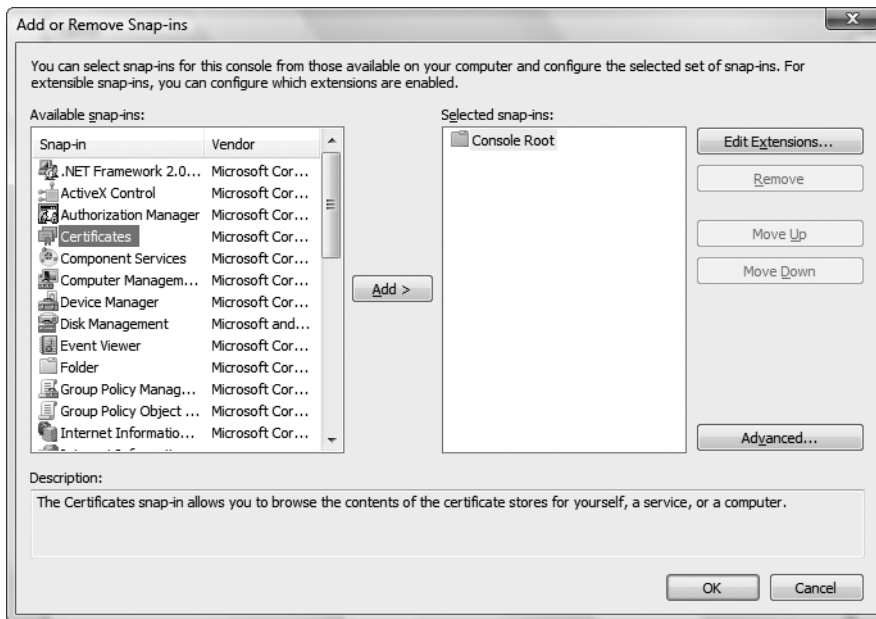 Add or Remove Snap-ins
You can select snap-ins for this console from those available on your computer and configure the selected set of snap-ins. For
extensible snap-ins, you can configure which extensions are enabled.
Available snap-ins:
Snap-in Vendor
.NET Framework 2.0... Microsoft Cor...
ActiveX Control Microsoft Cor...
Authorization Manager Microsoft Cor...
Certificates Microsoft Cor...
Component Services Microsoft Cor...
Computer Managem... Microsoft Cor...
Device Manager Microsoft Cor...
Disk Management Microsoft and...
Event Viewer Microsoft Cor...
Folder Microsoft Cor...
Group Policy Manag... Microsoft Cor...
Group Policy Object ... Microsoft Cor...
Internet Informatio... Microsoft Cor...
Add >
Selected snap-ins:
Console Root
Edit Extensions...
Remove
Move Up
Move Down
Advanced...
Description:
The Certificates snap-in allows you to browse the contents of the certificate stores for yourself, a service, or a computer.
OK
Cancel